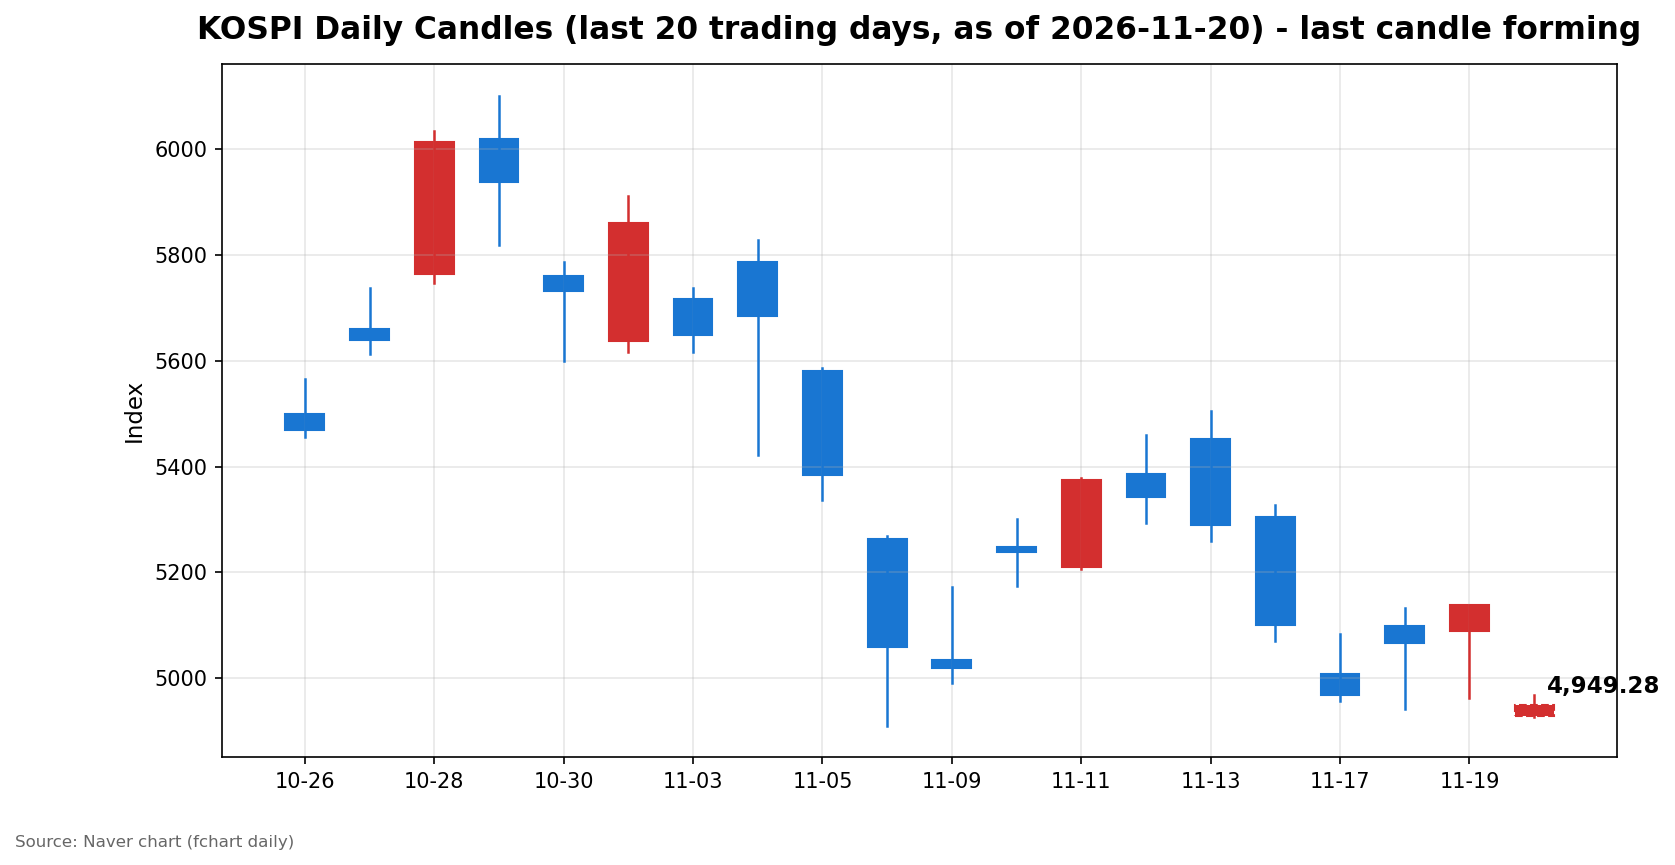 KOSPI Daily Candles (last 20 trading days, as of 2026-11-20) - last candle forming
Index
6000
5800
5600
5400
5200
5000
4,949.28
10-26 10-28 10-30 11-03 11-05 11-09 11-11 11-13 11-17 11-19
Source: Naver chart (fchart daily)